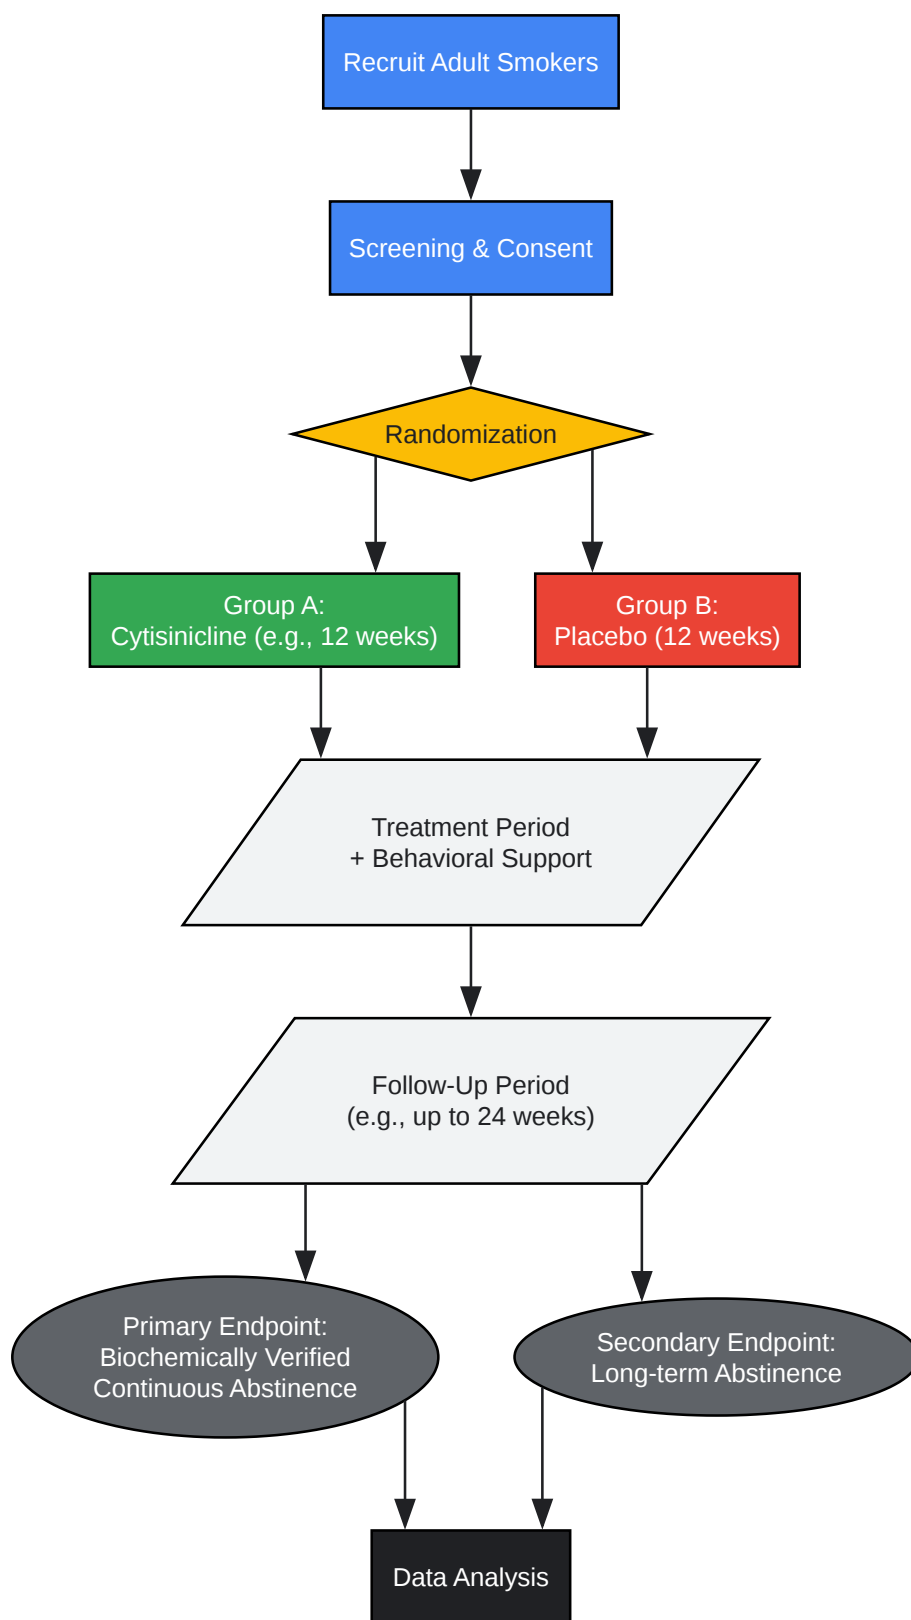 Recruit Adult Smokers
Screening & Consent
Randomization
Group A:
Cytisinicline (e.g., 12 weeks)
Group B:
Placebo (12 weeks)
Treatment Period
+ Behavioral Support
Follow-Up Period
(e.g., up to 24 weeks)
Primary Endpoint:
Biochemically Verified
Continuous Abstinence
Secondary Endpoint:
Long-term Abstinence
Data Analysis